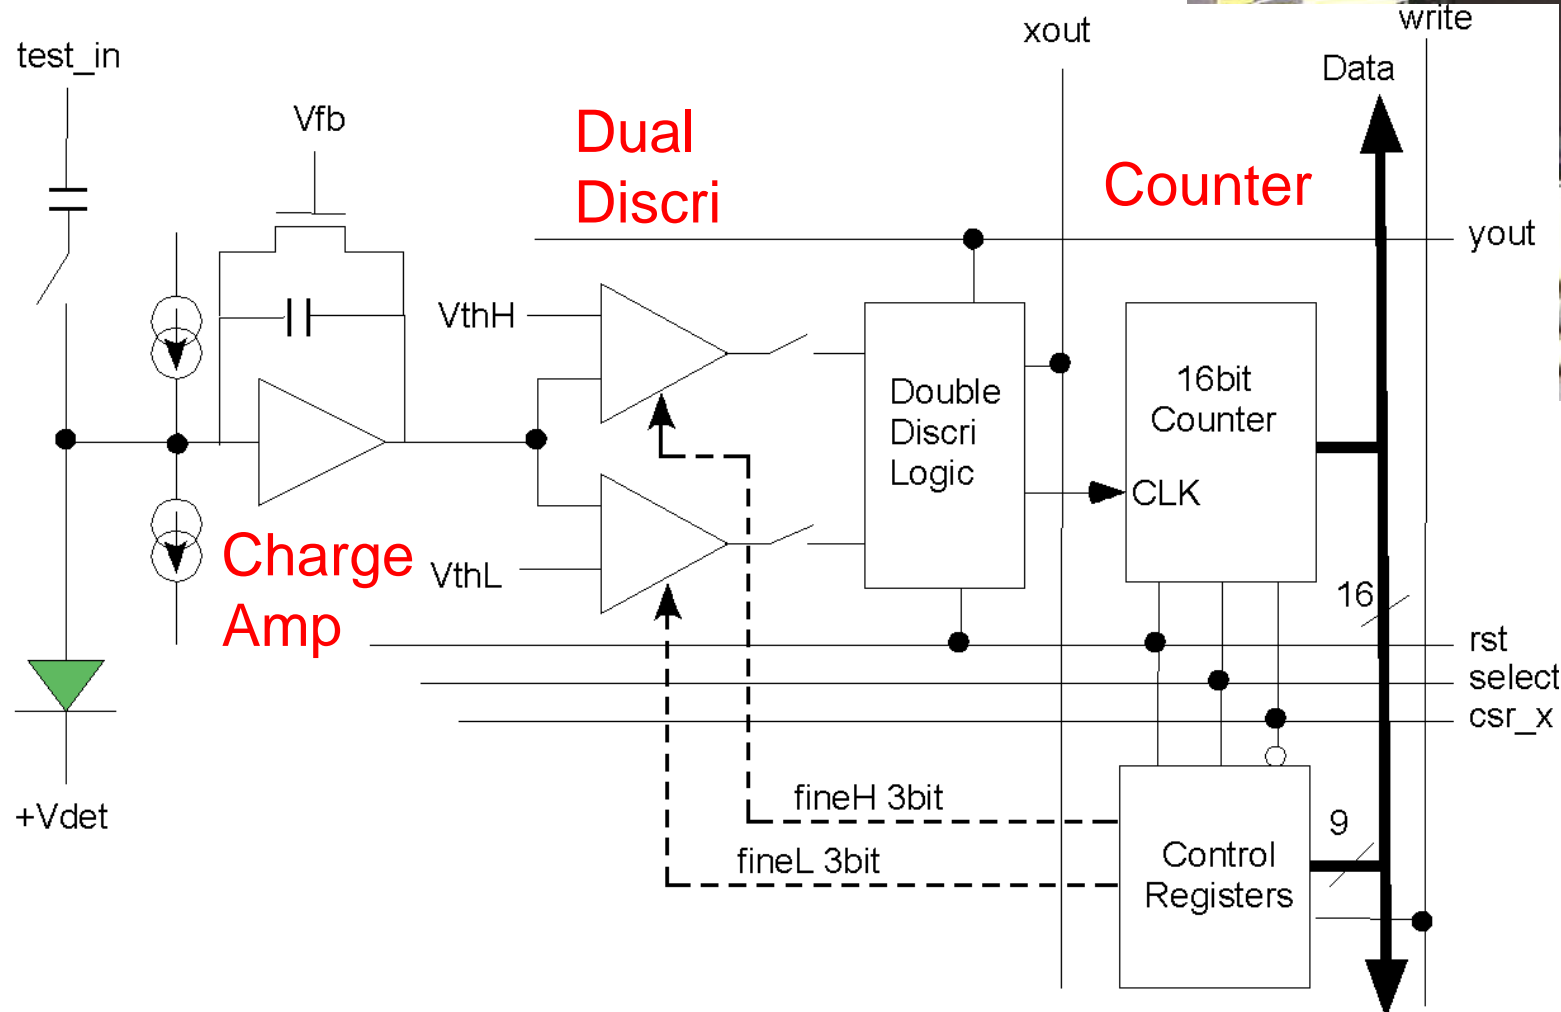 write
xout
test_in
Data
Vfb
Dual
Discri
Counter
yout
VthH
16bit
Counter
Double
Discri
Logic
CLK
Charge
Amp
VthL
16
rst
select
csr_x
fineH 3bit
+Vdet
9
fineL 3bit
Control
Registers